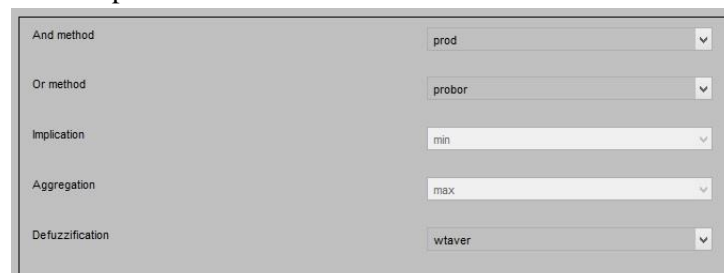 And method prod
Or method probor
Implication min
Aggregation max
Defuzzification wtaver